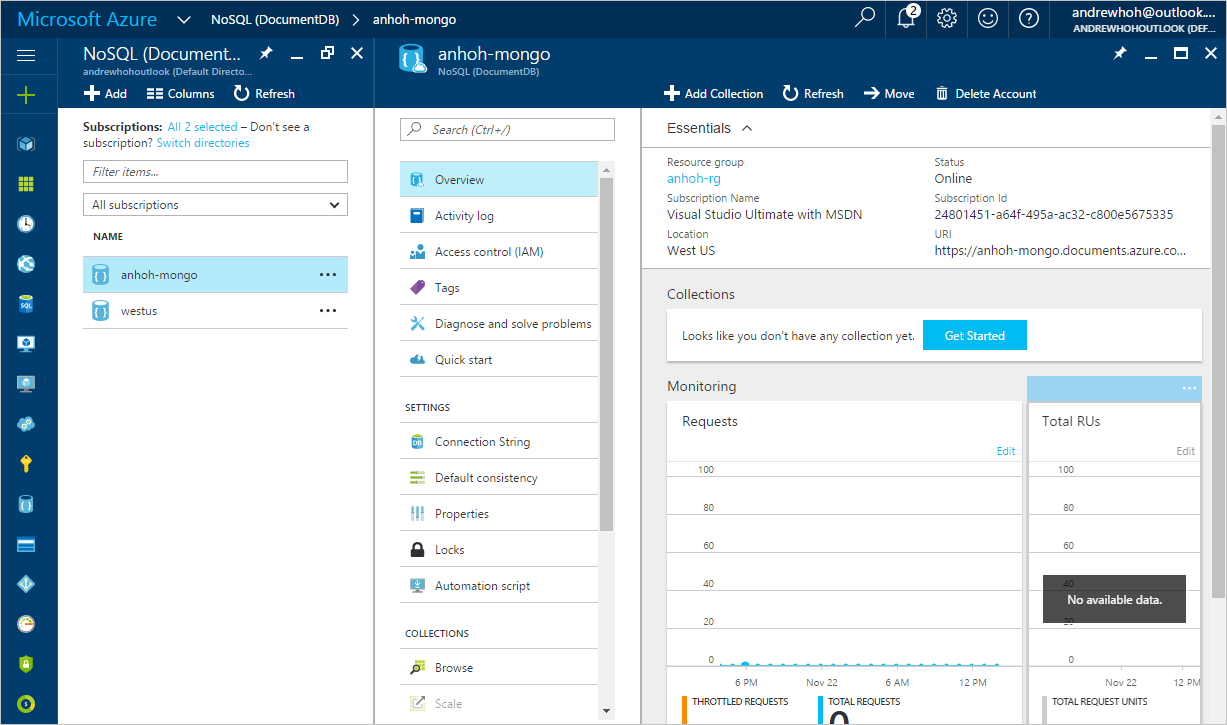 Microsoft Azure NoSQL (DocumentDB) anhoh-mongo
2
andrewhoh@outlook....
ANDREWHOHOUTLOOK (DEF...
NoSQL (Document...
andrewhohoutlook (Default Directo...
Add Columns Refresh
Subscriptions: All 2 selected – Don't see a
subscription? Switch directories
Filter items...
All subscriptions
NAME
anhoh-mongo
westus
anhoh-mongo
NoSQL (DocumentDB)
Add Collection Refresh Move Delete Account
Search (Ctrl+/)
Overview
Activity log
Access control (IAM)
Tags
Diagnose and solve problems
Quick start
SETTINGS
DB
Connection String
Default consistency
Properties
Locks
Automation script
COLLECTIONS
Browse
Scale
SQL
Essentials
Resource group
anhoh-rg
Subscription Name
Visual Studio Ultimate with MSDN
Location
West US
Status
Online
Subscription Id
24801451-a64f-495a-ac32-c800e5675335
URI
https://anhoh-mongo.documents.azure.co...
Collections
Looks like you don't have any collection yet. Get Started
Monitoring
Requests
Edit
100
80
60
40
20
0
6 PM Nov 22 6 AM 12 PM
THROTTLED REQUESTS
TOTAL REQUESTS
0
Total RUs
Edit
100
80
60
40
No available data.
20
0
Nov 22 12 PM
TOTAL REQUEST UNITS